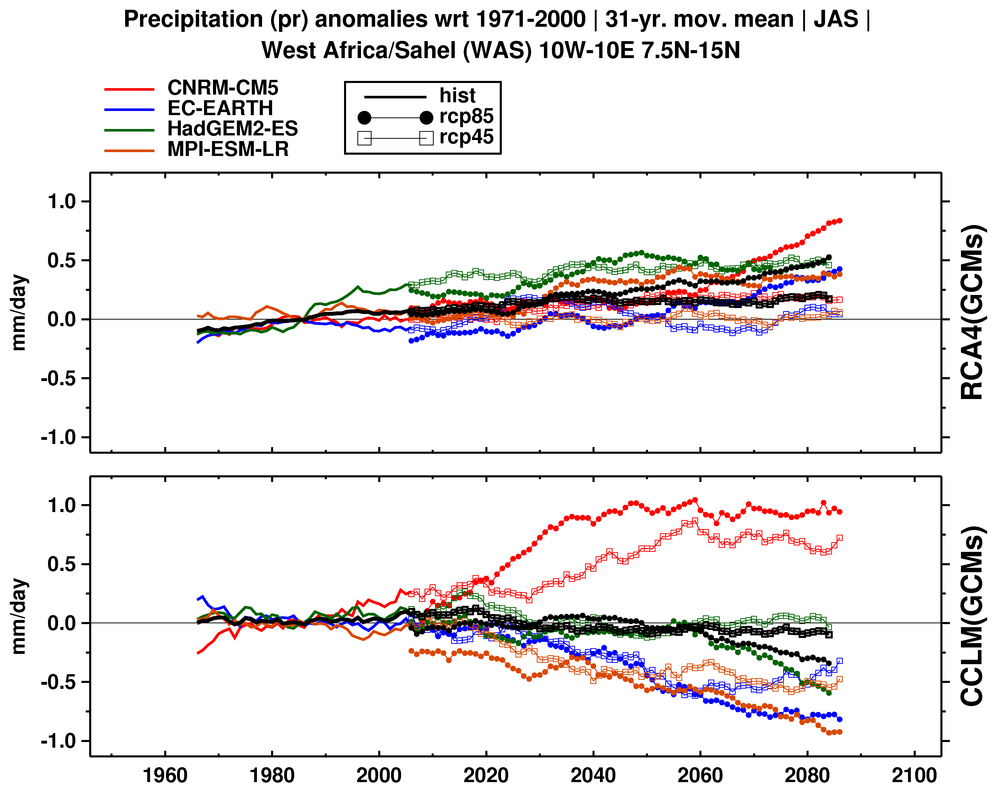 Precipitation (pr) anomalies wrt 1971-2000 | 31-yr. mov. mean | JAS |
West Africa/Sahel (WAS) 10W-10E 7.5N-15N
CNRM-CM5
EC-EARTH
HadGEM2-ES
MPI-ESM-LR
hist
rcp85
rcp45
1.0
0.5
0.0
-0.5
-1.0
mm/day
RCA4(GCMs)
1.0
0.5
0.0
-0.5
-1.0
mm/day
CCLM(GCMs)
1960 1980 2000 2020 2040 2060 2080 2100